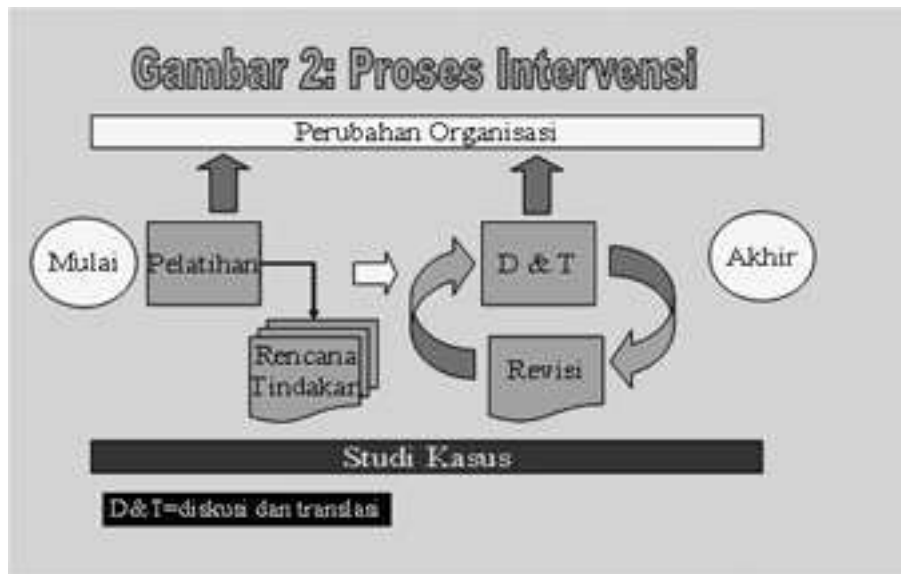 Gambar 2: Proses Intervensi
Perubahan Organisasi
Mulai
Pelatihan
D & T
Akhir
Rencana
Tindakan
Revisi
Studi Kasus
D&T=diskusi dan translasi